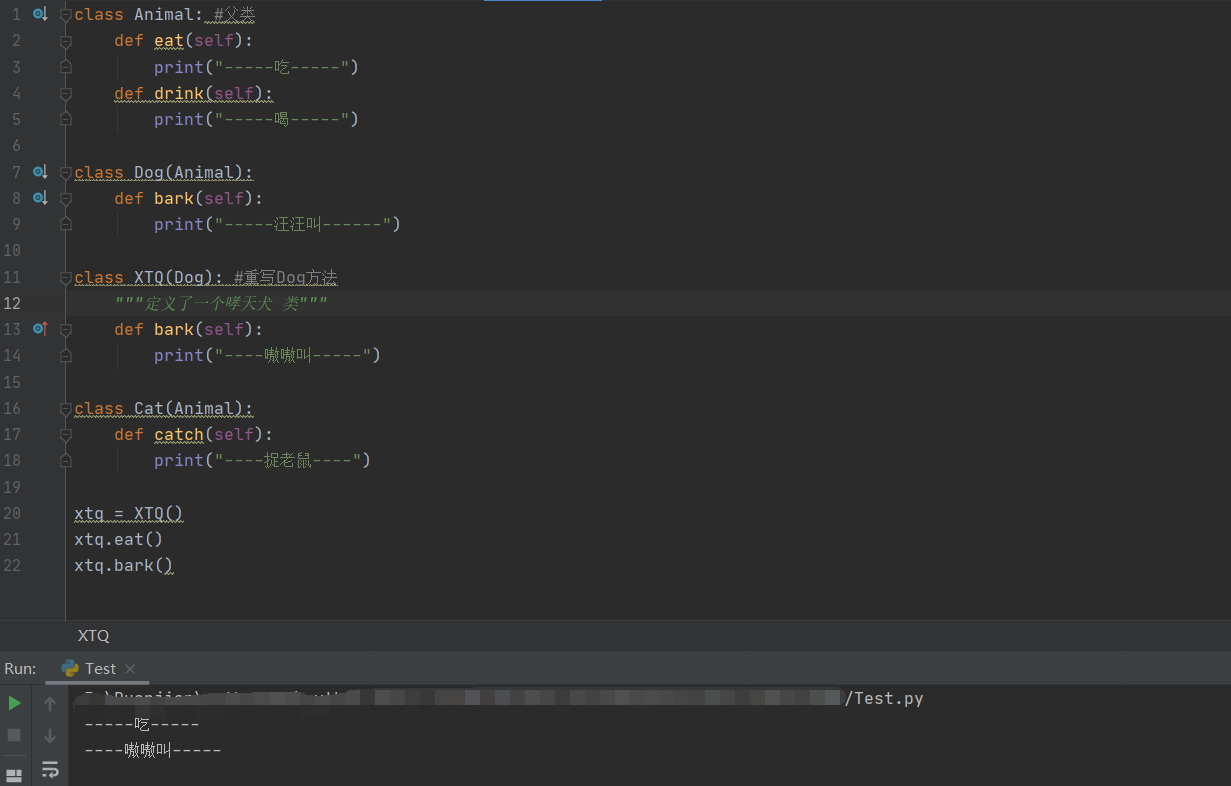 1 class Animal: #父类
2 def eat(self):
3 print("-----吃-----")
4 def drink(self):
5 print("-----喝-----")
6
7 class Dog(Animal):
8 def bark(self):
9 print("-----汪汪叫------")
10
11 class XTQ(Dog): #重写Dog方法
12 """定义了一个哮天犬 类"""
13 def bark(self):
14 print("----嗷嗷叫-----")
15
16 class Cat(Animal):
17 def catch(self):
18 print("----捉老鼠----")
19
20 xtq = XTQ()
21 xtq.eat()
22 xtq.bark()
XTQ
Run: Test
/Test.py
-----吃-----
----嗷嗷叫-----